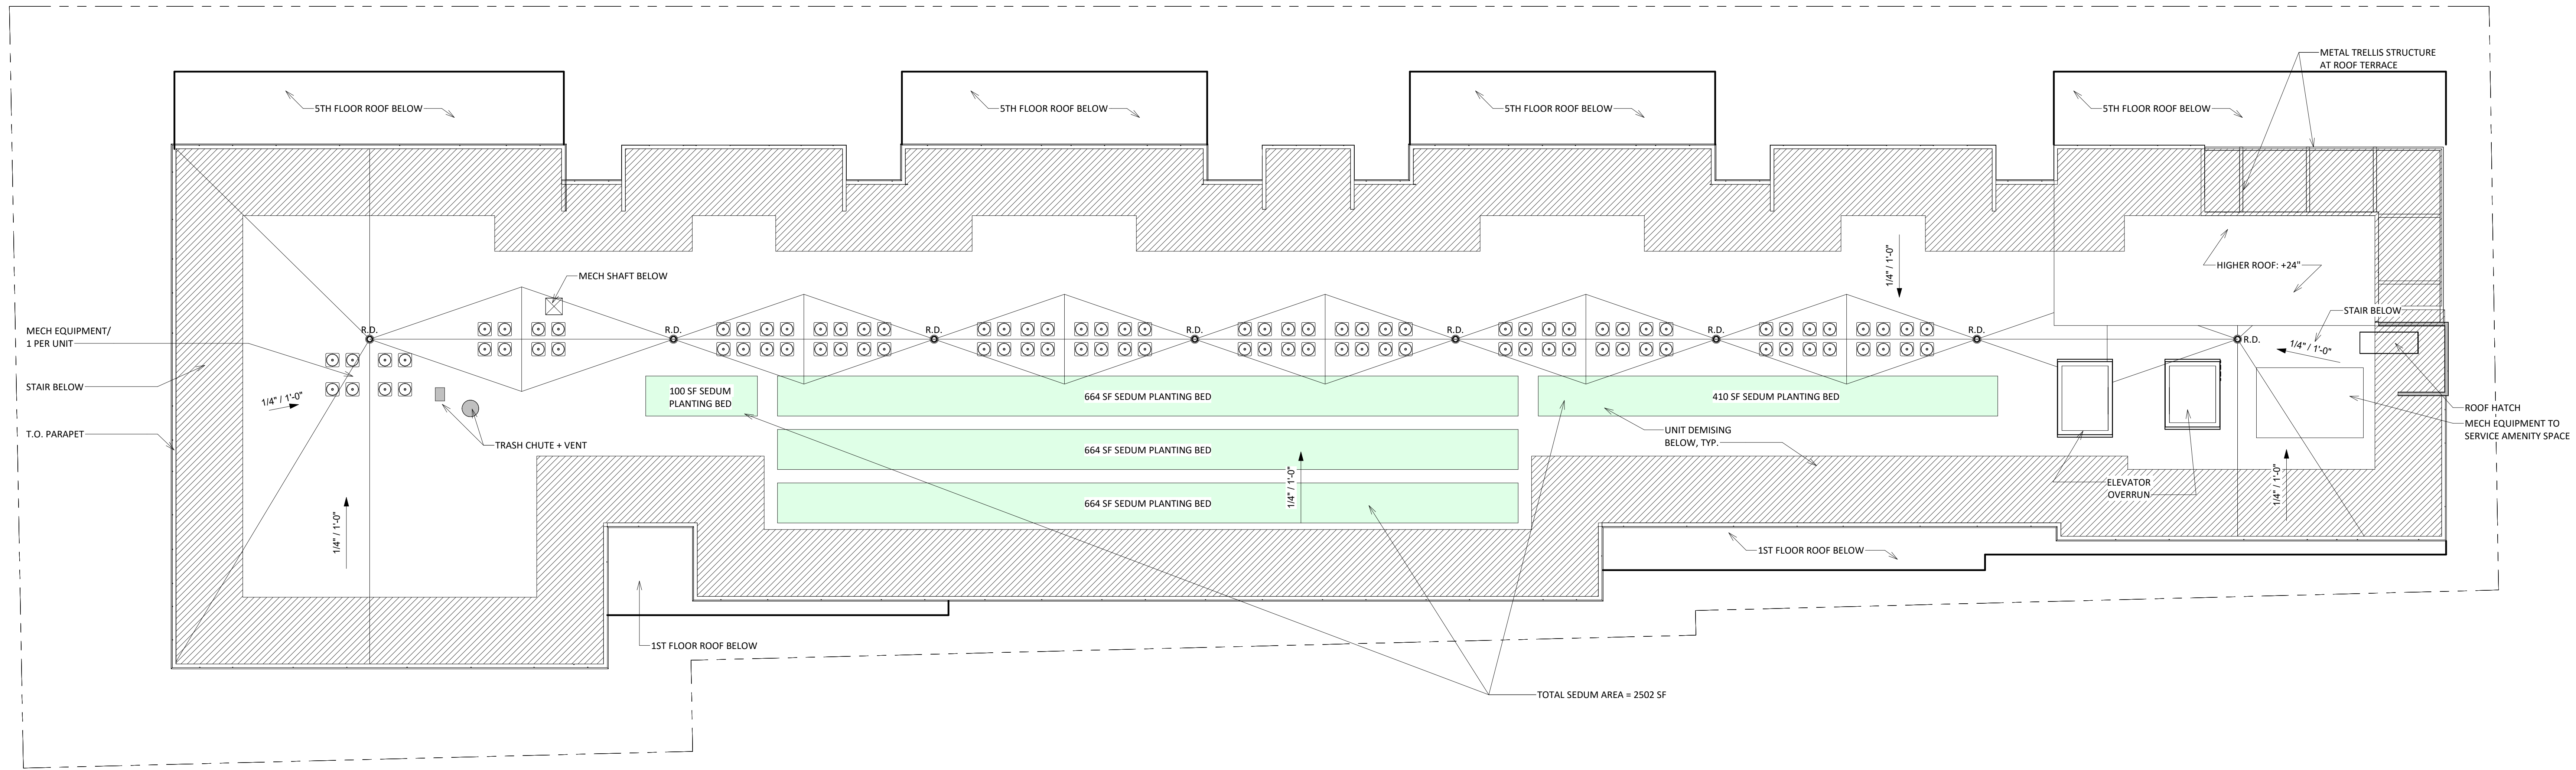 METAL TRELLIS STRUCTURE
AT ROOF TERRACE
5TH FLOOR ROOF BELOW
5TH FLOOR ROOF BELOW
5TH FLOOR ROOF BELOW
5TH FLOOR ROOF BELOW
1/4" / 1'-0"
HIGHER ROOF: +24"
MECH SHAFT BELOW
STAIR BELOW
MECH EQUIPMENT/
1 PER UNIT
R.D.
R.D.
R.D.
R.D.
R.D.
R.D.
R.D.
R.D.
1/4" / 1'-0"
STAIR BELOW
1/4" / 1'-0"
100 SF SEDUM
PLANTING BED
664 SF SEDUM PLANTING BED
410 SF SEDUM PLANTING BED
ROOF HATCH
MECH EQUIPMENT TO
SERVICE AMENITY SPACE
T.O. PARAPET
TRASH CHUTE + VENT
664 SF SEDUM PLANTING BED
UNIT DEMISING
BELOW, TYP.
1/4" / 1'-0"
1/4" / 1'-0"
1/4" / 1'-0"
ELEVATOR
OVERRUN
664 SF SEDUM PLANTING BED
1ST FLOOR ROOF BELOW
1ST FLOOR ROOF BELOW
TOTAL SEDUM AREA = 2502 SF